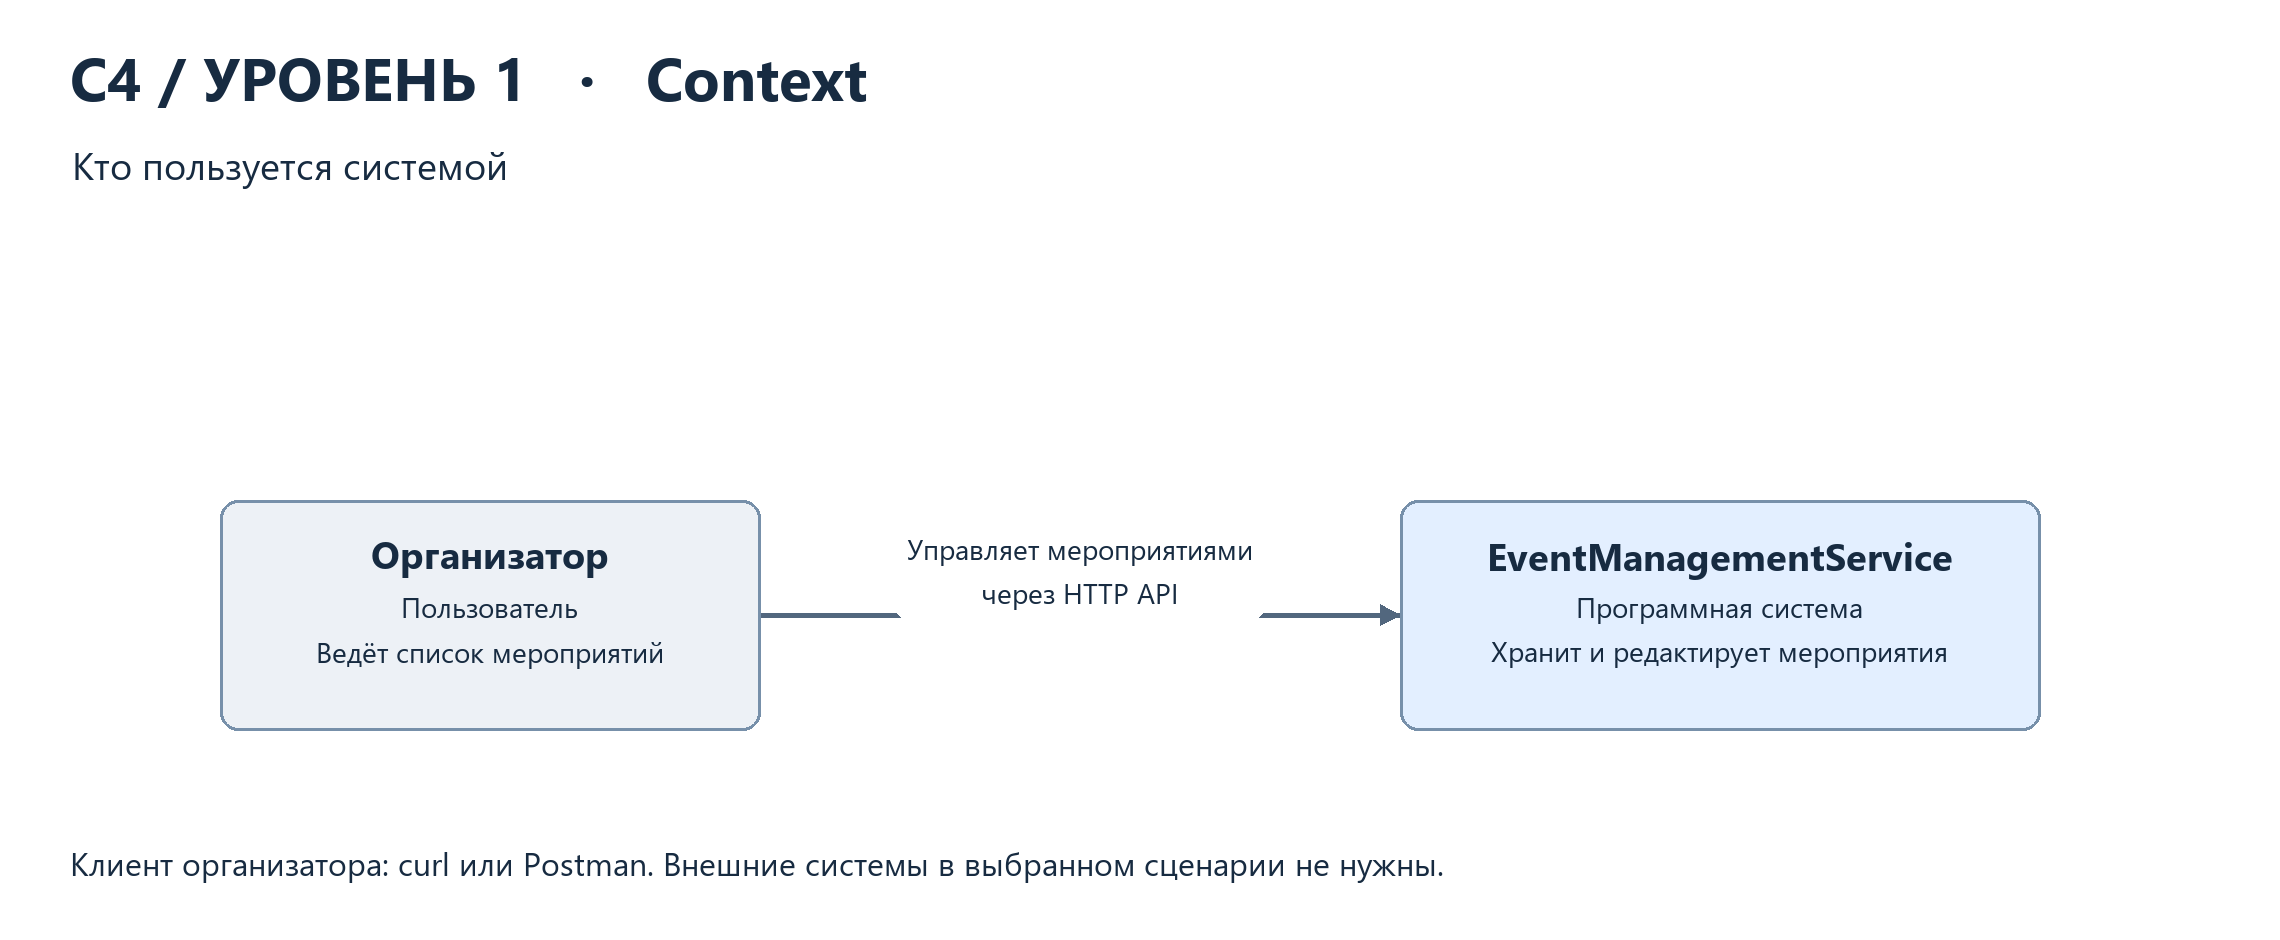 C4 / УРОВЕНЬ 1 · Context
Кто пользуется системой
Организатор
Пользователь
Ведёт список мероприятий
Управляет мероприятиями
через HTTP API
EventManagementService
Программная система
Хранит и редактирует мероприятия
Клиент организатора: curl или Postman. Внешние системы в выбранном сценарии не нужны.